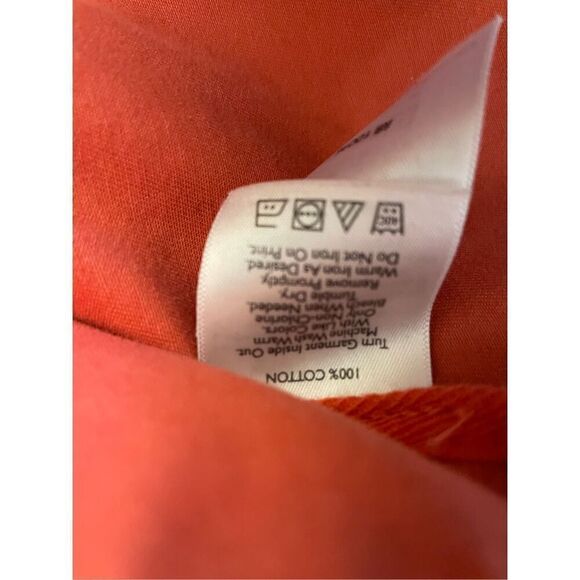 100% COTTON
Turn Garment Inside Out.
Machine Wash Warm
With Like Colors.
Only Non-Chlorine
Bleach When Needed.
Tumble Dry.
Remove Promptly.
Warm Iron As Desired.
Do Not Iron On Print.